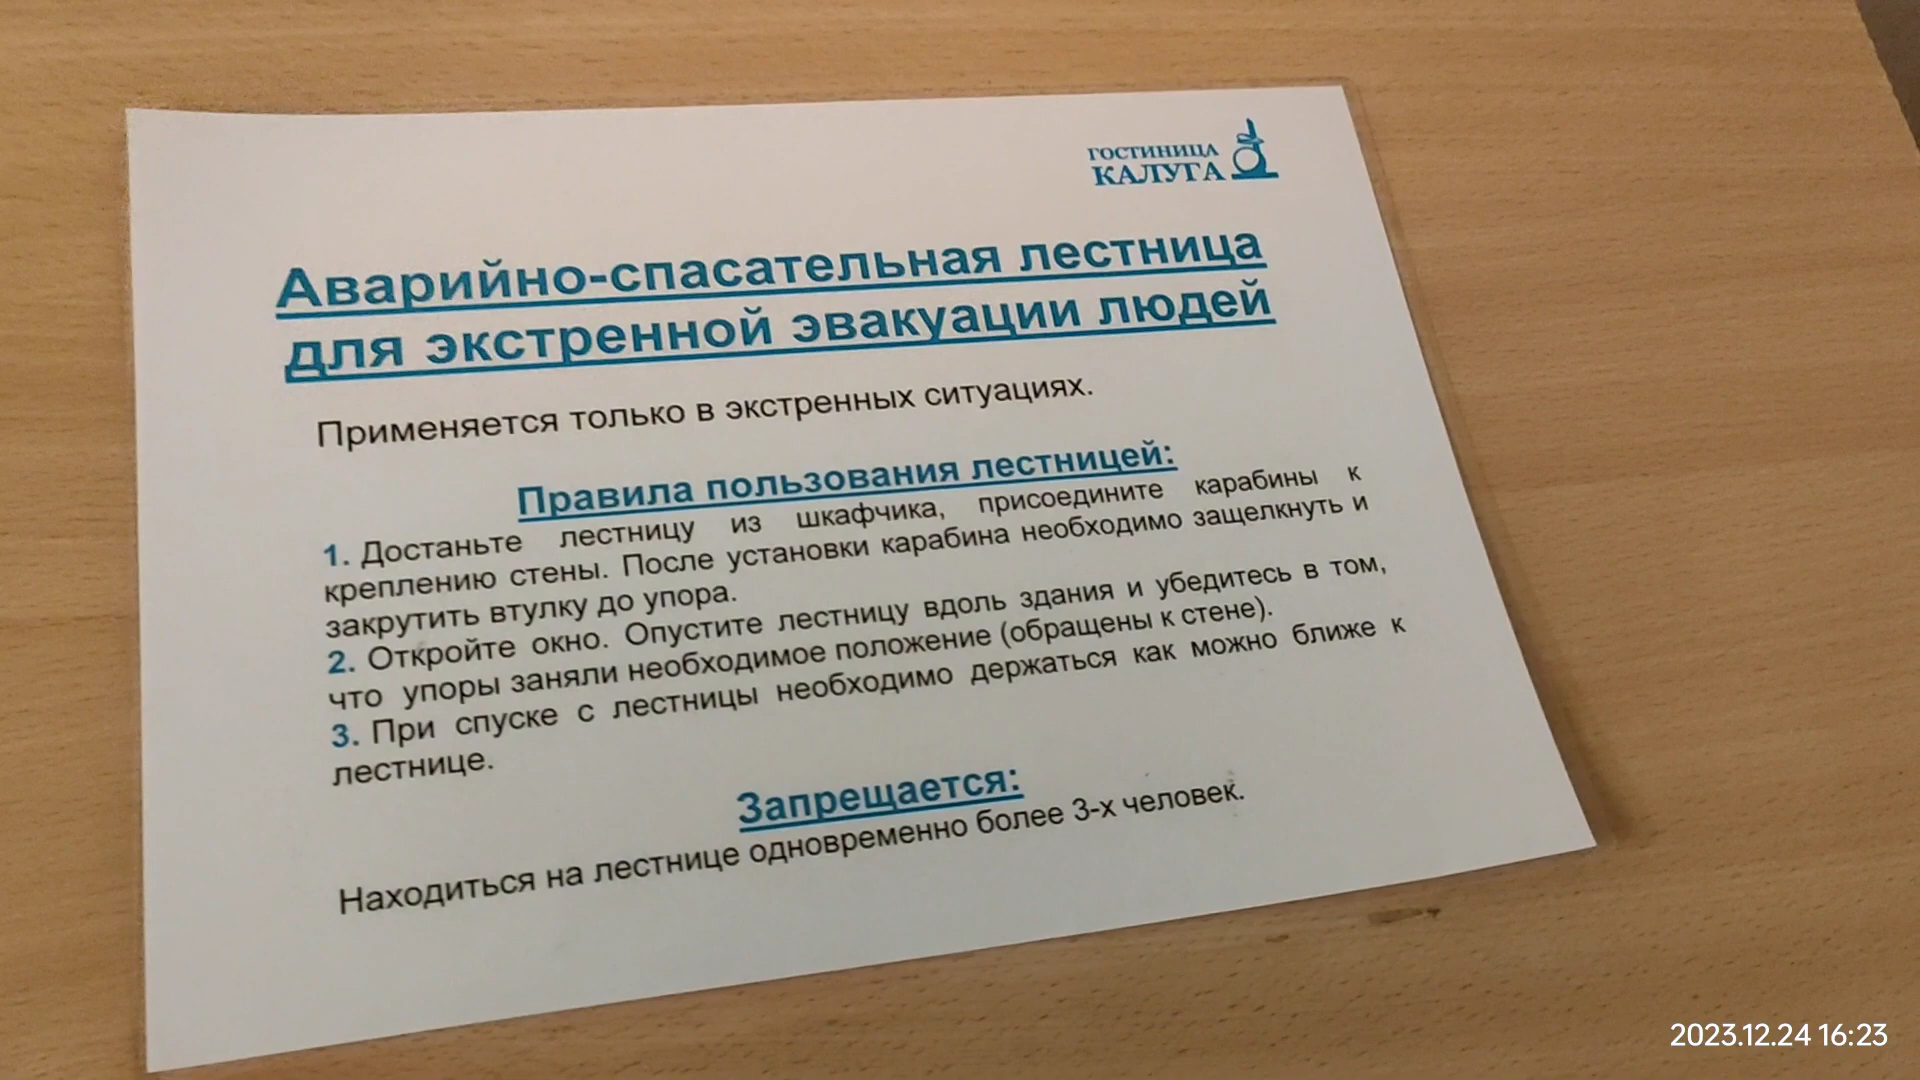 ГОСТИНИЦА
КАЛУГА
Аварийно-спасательная лестница
для экстренной эвакуации людей
Применяется только в экстренных ситуациях.
Правила пользования лестницей:
1. Достаньте лестницу из шкафчика, присоедините карабины к
креплению стены. После установки карабина необходимо защелкнуть и
закрутить втулку до упора.
2. Откройте окно. Опустите лестницу вдоль здания и убедитесь в том,
что упоры заняли необходимое положение (обращены к стене).
3. При спуске с лестницы необходимо держаться как можно ближе к
лестнице.
Запрещается:
Находиться на лестнице одновременно более 3-х человек.
2023.12.24 16:23